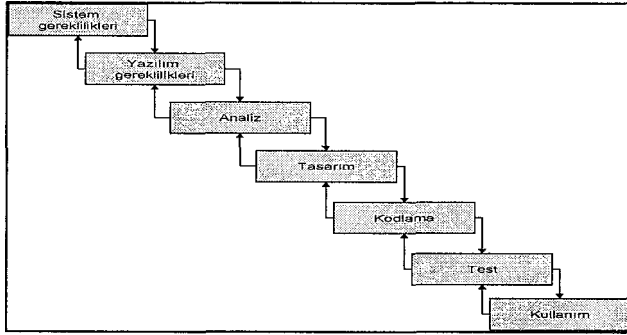 Sistem
gereklilikleri
Yazılım
gereklilikleri
Analiz
Tasarım
Kodlama
Test
Kullanım